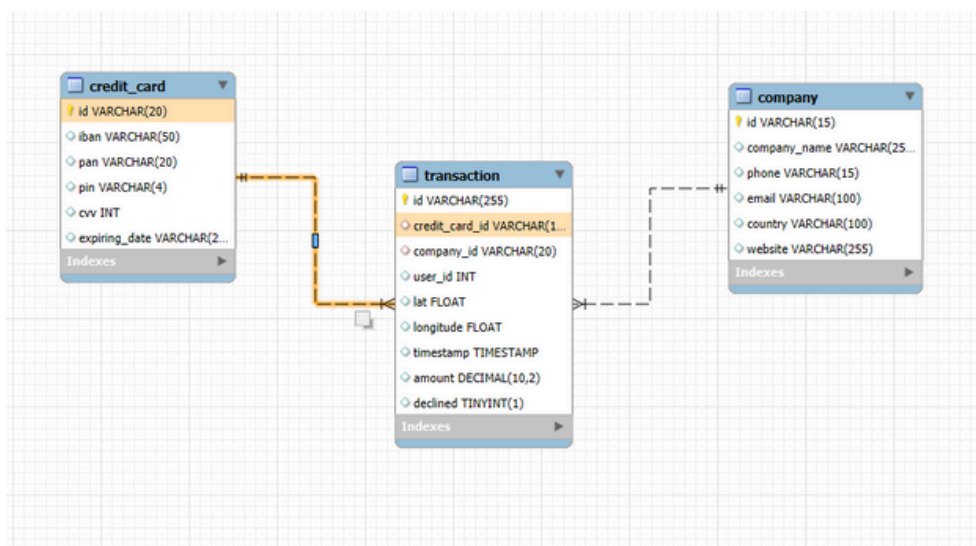 credit_card
id VARCHAR(20)
iban VARCHAR(50)
pan VARCHAR(20)
pin VARCHAR(4)
cvv INT
expiring_date VARCHAR(2...
Indexes
transaction
id VARCHAR(255)
credit_card_id VARCHAR(1...
company_id VARCHAR(20)
user_id INT
lat FLOAT
longitude FLOAT
timestamp TIMESTAMP
amount DECIMAL(10,2)
declined TINYINT(1)
Indexes
company
id VARCHAR(15)
company_name VARCHAR(25...
phone VARCHAR(15)
email VARCHAR(100)
country VARCHAR(100)
website VARCHAR(255)
Indexes